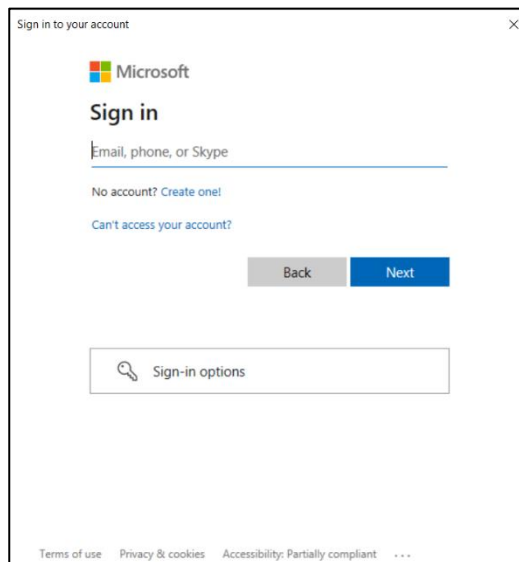 Sign in to your account
Microsoft
Sign in
Email, phone, or Skype
No account? Create one!
Can't access your account?
Back Next
Sign-in options
Terms of use Privacy & cookies Accessibility: Partially compliant ...